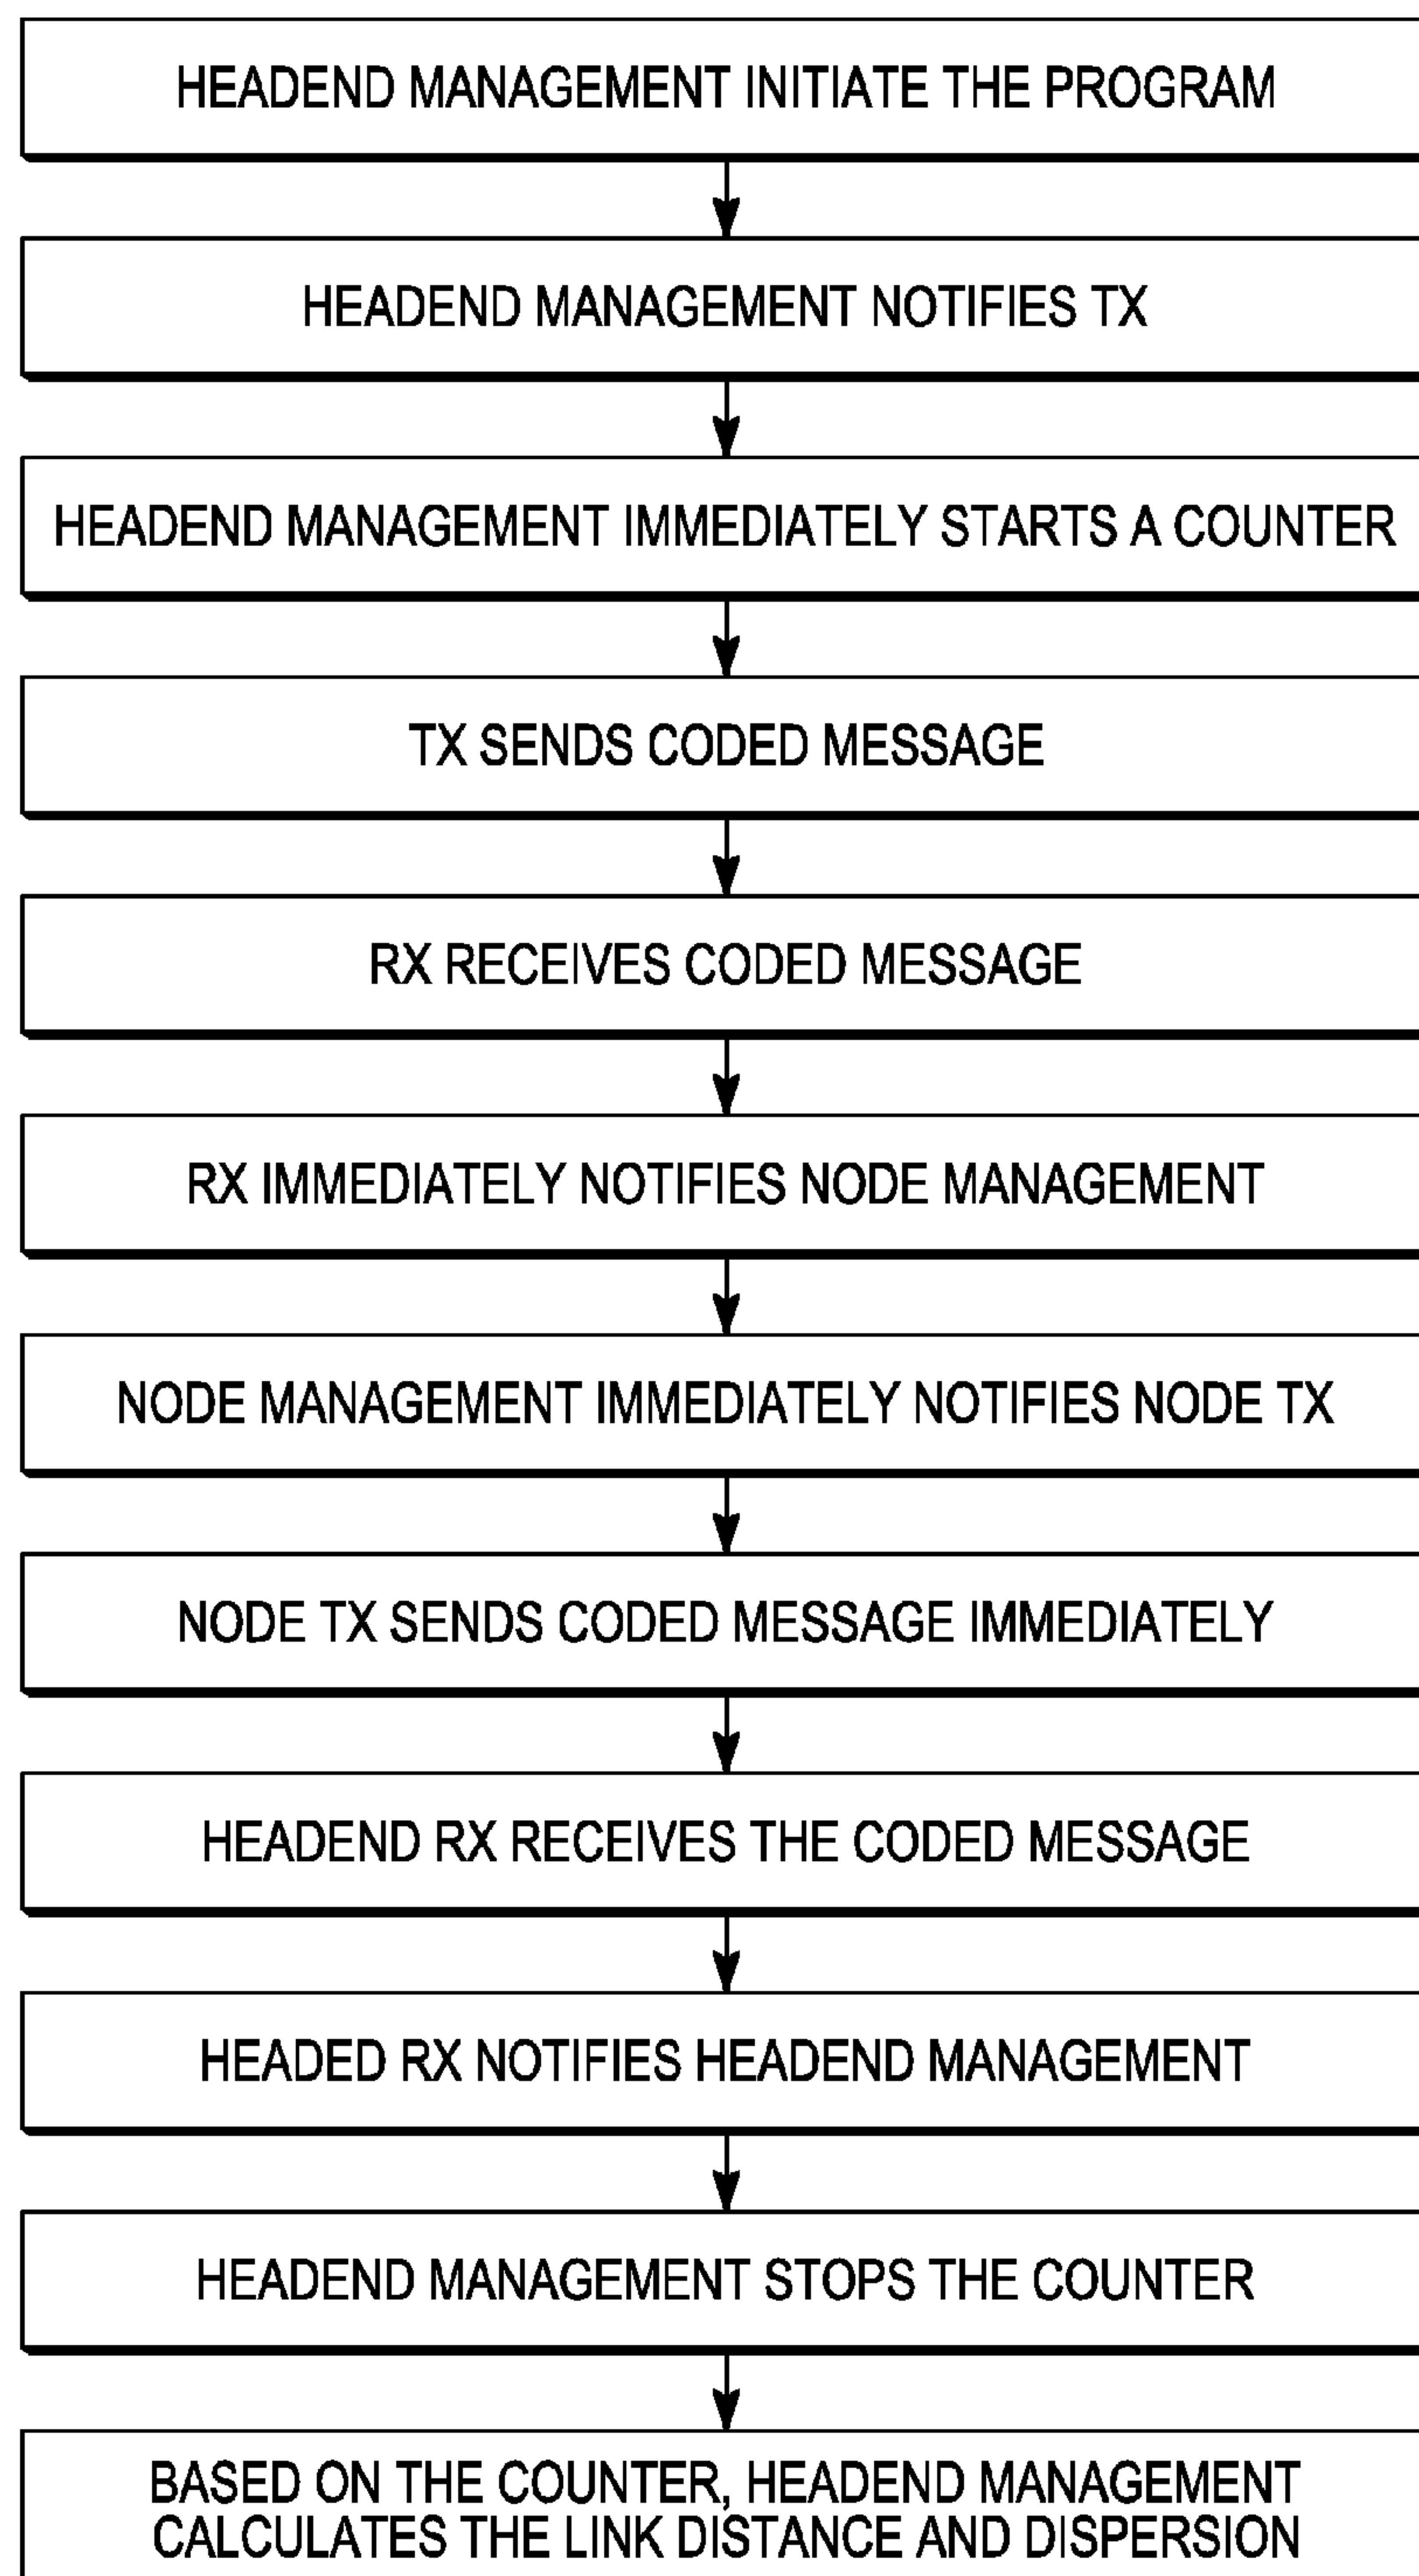 HEADEND MANAGEMENT INITIATE THE PROGRAM
HEADEND MANAGEMENT NOTIFIES TX
HEADEND MANAGEMENT IMMEDIATELY STARTS A COUNTER
TX SENDS CODED MESSAGE
RX RECEIVES CODED MESSAGE
RX IMMEDIATELY NOTIFIES NODE MANAGEMENT
NODE MANAGEMENT IMMEDIATELY NOTIFIES NODE TX
NODE TX SENDS CODED MESSAGE IMMEDIATELY
HEADEND RX RECEIVES THE CODED MESSAGE
HEADED RX NOTIFIES HEADEND MANAGEMENT
HEADEND MANAGEMENT STOPS THE COUNTER
BASED ON THE COUNTER, HEADEND MANAGEMENT
CALCULATES THE LINK DISTANCE AND DISPERSION